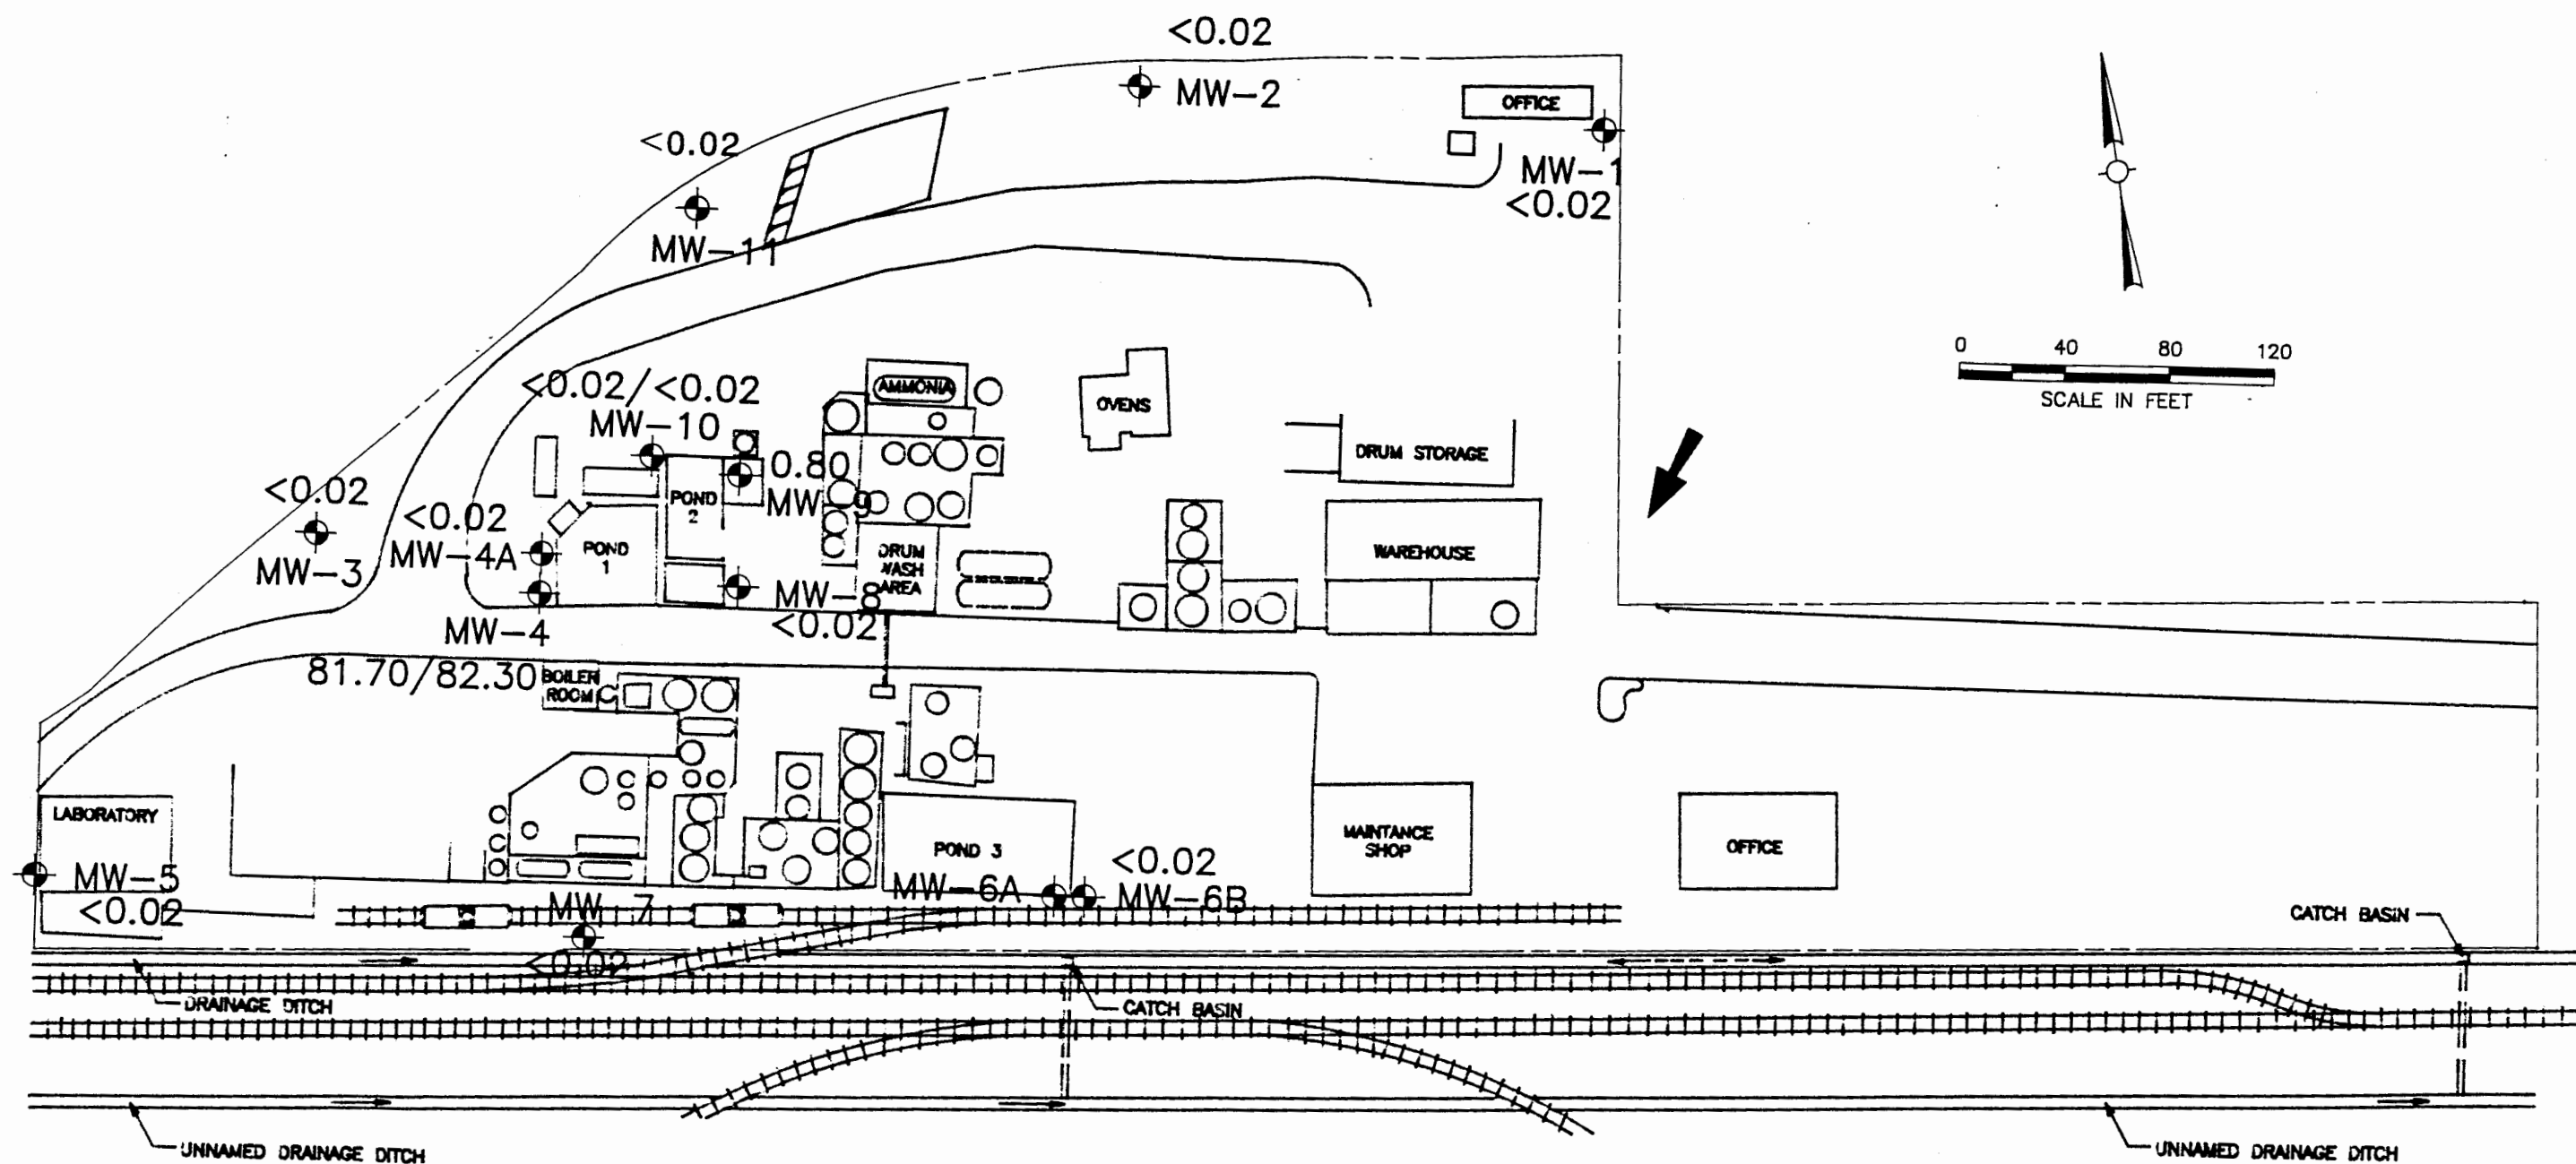 <0.02
MW-2
OFFICE
<0.02
MW-1
<0.02
MW-11
0 40 80 120
SCALE IN FEET
AMMONIA
OVENS
<0.02/<0.02
MW-10
0.80
MW-9
POND
2
DRUM STORAGE
<0.02
MW-3
<0.02
MW-4A
POND
1
DRUM
WASH
AREA
WAREHOUSE
MW-8
<0.02
MW-4
81.70/82.30
BOILER
ROOM
LABORATORY
MW-5
<0.02
POND 3
MW-6A
<0.02
MW-6B
MAINTANCE
SHOP
OFFICE
MW-7
<0.02
CATCH BASIN
DRAINAGE DITCH
CATCH BASIN
UNNAMED DRAINAGE DITCH
UNNAMED DRAINAGE DITCH